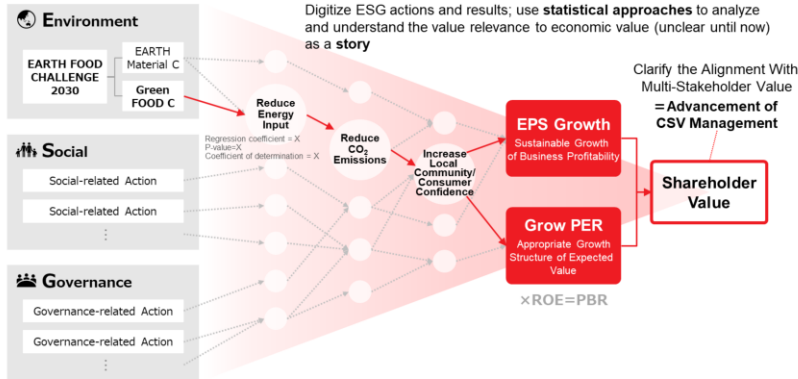 Environment
EARTH FOOD
CHALLENGE
2030
EARTH
Material C
Green
FOOD C
Social
Social-related Action
Social-related Action
⋮
Governance
Governance-related Action
Governance-related Action
⋮
Digitize ESG actions and results; use statistical approaches to analyze
and understand the value relevance to economic value (unclear until now)
as a story
Reduce
Energy
Input
Regression coefficient = X
P-value=X
Coefficient of determination = X
Reduce
CO₂
Emissions
Increase
Local
Community/
Consumer
Confidence
EPS Growth
Sustainable Growth
of Business Profitability
Grow PER
Appropriate Growth
Structure of Expected
Value
×ROE=PBR
Clarify the Alignment With
Multi-Stakeholder Value
= Advancement of
CSV Management
Shareholder
Value